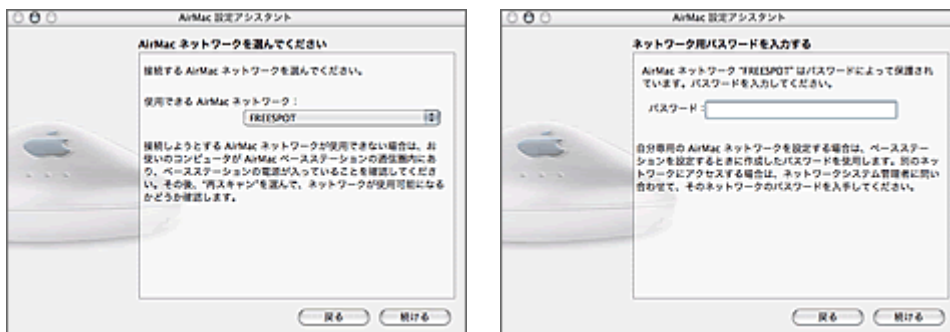 AirMac 設定アシスタント
AirMac ネットワークを選んでください
接続する AirMac ネットワークを選んでください。
使用できる AirMac ネットワーク：
FREESPOT
接続しようとする AirMac ネットワークが使用できない場合は、お
使いのコンピュータが AirMac ベースステーションの通信圏内にあ
り、ベースステーションの電源が入っていることを確認してくださ
い。その後、“再スキャン”を選んで、ネットワークが使用可能になる
かどうか確認します。
戻る
続ける
AirMac 設定アシスタント
ネットワーク用パスワードを入力する
AirMac ネットワーク “FREESPOT” はパスワードによって保護され
ています。パスワードを入力してください。
パスワード：
自分専用の AirMac ネットワークを設定する場合は、ベースステー
ションを設定するときに作成したパスワードを使用します。別のネッ
トワークにアクセスする場合は、ネットワークシステム管理者に問い
合わせて、そのネットワークのパスワードを入手してください。
戻る
続ける